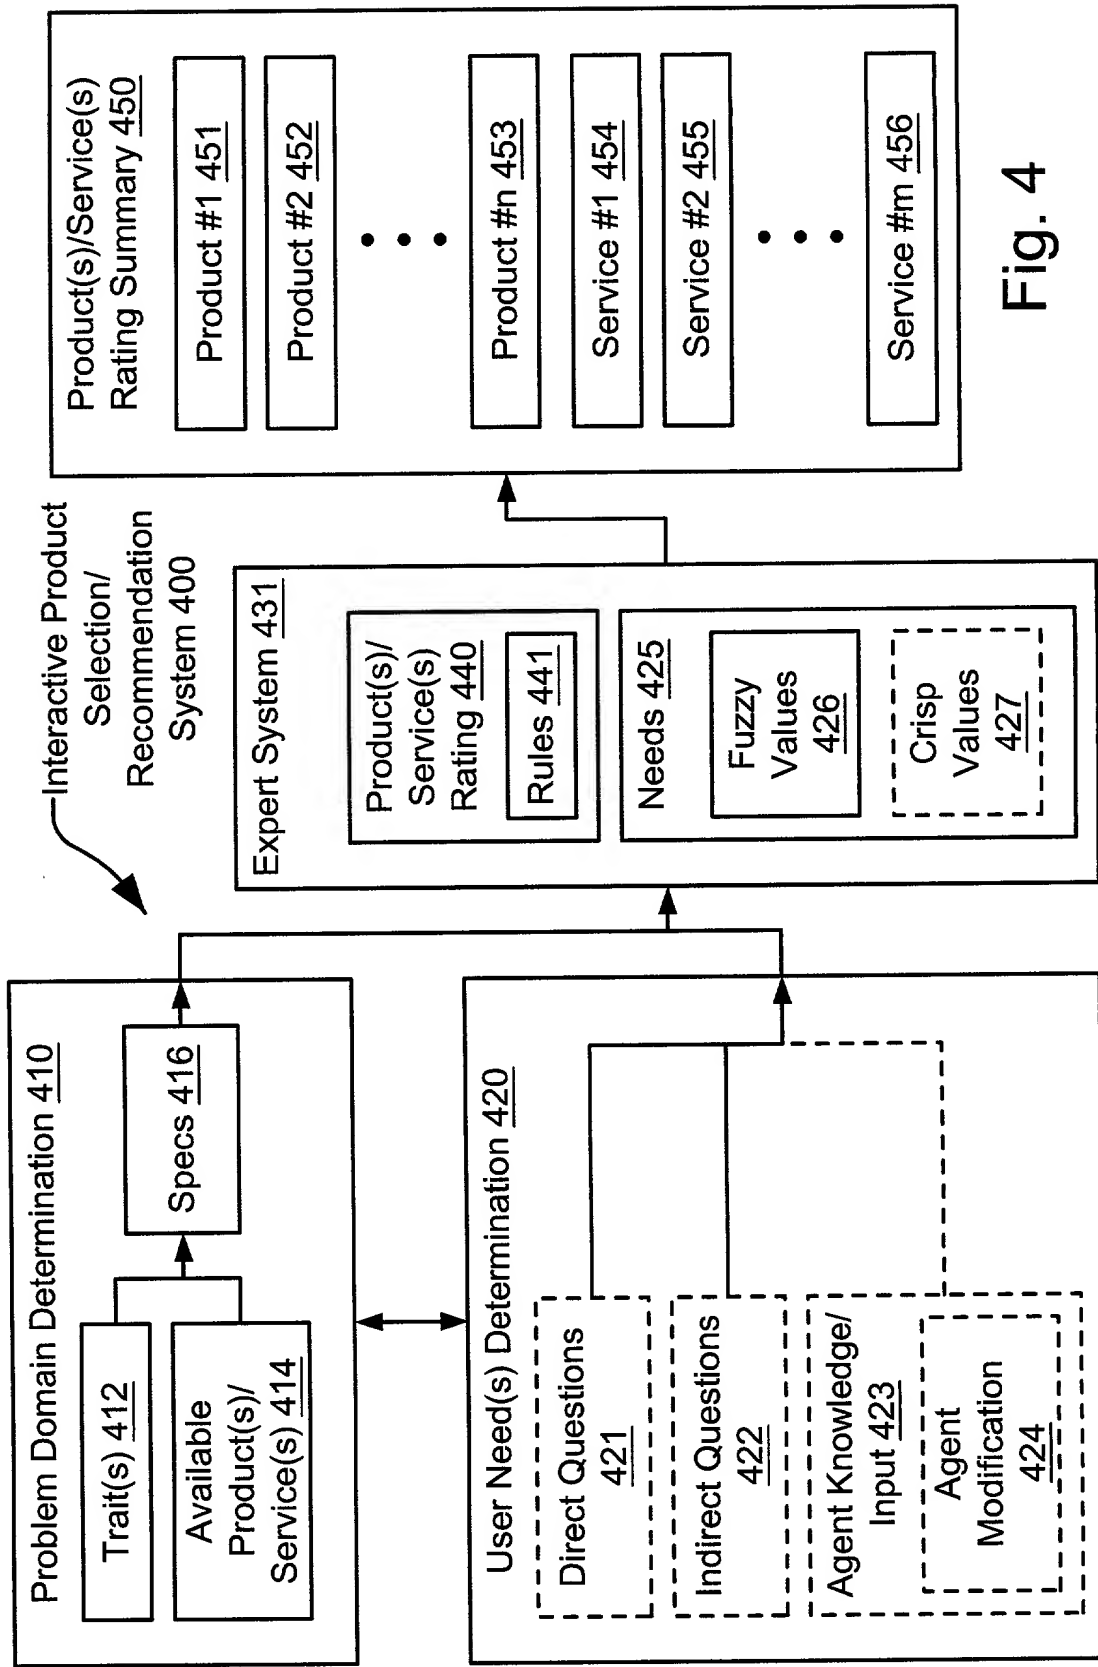 Problem Domain Determination 410
Trait(s) 412
Available
Product(s)/
Service(s) 414
Specs 416
User Need(s) Determination 420
Direct Questions
421
Indirect Questions
422
Agent Knowledge/
Input 423
Agent
Modification
424
Interactive Product
Selection/
Recommendation
System 400
Expert System 431
Product(s)/
Service(s)
Rating 440
Rules 441
Needs 425
Fuzzy
Values
426
Crisp
Values
427
Product(s)/Service(s)
Rating Summary 450
Product #1 451
Product #2 452
Product #n 453
Service #1 454
Service #2 455
Service #m 456
Fig. 4